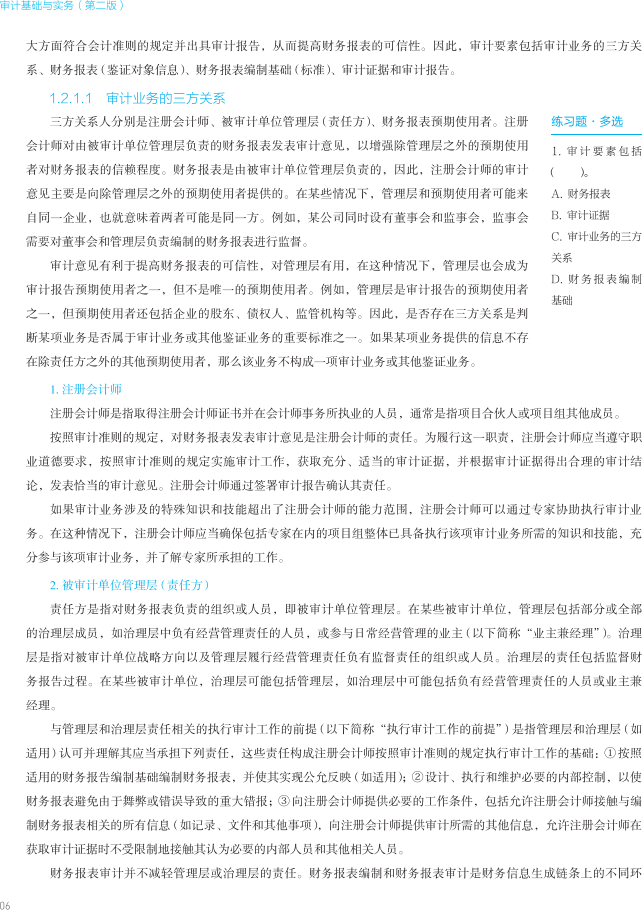 审计基础与实务（第二版）
大方面符合会计准则的规定并出具审计报告，从而提高财务报表的可信性。因此，审计要素包括审计业务的三方关
系、财务报表（鉴证对象信息）、财务报表编制基础（标准）、审计证据和审计报告。
1.2.1.1 审计业务的三方关系
三方关系人分别是注册会计师、被审计单位管理层（责任方）、财务报表预期使用者。注册
会计师对由被审计单位管理层负责的财务报表发表审计意见，以增强除管理层之外的预期使用
者对财务报表的信赖程度。财务报表是由被审计单位管理层负责的，因此，注册会计师的审计
意见主要是向除管理层之外的预期使用者提供的。在某些情况下，管理层和预期使用者可能来
自同一企业，也就意味着两者可能是同一方。例如，某公司同时设有董事会和监事会，监事会
需要对董事会和管理层负责编制的财务报表进行监督。
审计意见有利于提高财务报表的可信性，对管理层有用，在这种情况下，管理层也会成为
审计报告预期使用者之一，但不是唯一的预期使用者。例如，管理层是审计报告的预期使用者
之一，但预期使用者还包括企业的股东、债权人、监管机构等。因此，是否存在三方关系是判
断某项业务是否属于审计业务或其他鉴证业务的重要标准之一。如果某项业务提供的信息不存
在除责任方之外的其他预期使用者，那么该业务不构成一项审计业务或其他鉴证业务。
练习题·多选
1. 审计要素包括
（　　）。
A. 财务报表
B. 审计证据
C. 审计业务的三方
关系
D. 财务报表编制
基础
1. 注册会计师
注册会计师是指取得注册会计师证书并在会计师事务所执业的人员，通常是指项目合伙人或项目组其他成员。
按照审计准则的规定，对财务报表发表审计意见是注册会计师的责任。为履行这一职责，注册会计师应当遵守职
业道德要求，按照审计准则的规定实施审计工作，获取充分、适当的审计证据，并根据审计证据得出合理的审计结
论，发表恰当的审计意见。注册会计师通过签署审计报告确认其责任。
如果审计业务涉及的特殊知识和技能超出了注册会计师的能力范围，注册会计师可以通过专家协助执行审计业
务。在这种情况下，注册会计师应当确保包括专家在内的项目组整体已具备执行该项审计业务所需的知识和技能，充
分参与该项审计业务，并了解专家所承担的工作。
2. 被审计单位管理层（责任方）
责任方是指对财务报表负责的组织或人员，即被审计单位管理层。在某些被审计单位，管理层包括部分或全部
的治理层成员，如治理层中负有经营管理责任的人员，或参与日常经营管理的业主（以下简称“业主兼经理”）。治理
层是指对被审计单位战略方向以及管理层履行经营管理责任负有监督责任的组织或人员。治理层的责任包括监督财
务报告过程。在某些被审计单位，治理层可能包括管理层，如治理层中可能包括负有经营管理责任的人员或业主兼
经理。
与管理层和治理层责任相关的执行审计工作的前提（以下简称“执行审计工作的前提”）是指管理层和治理层（如
适用）认可并理解其应当承担下列责任，这些责任构成注册会计师按照审计准则的规定执行审计工作的基础：①按照
适用的财务报告编制基础编制财务报表，并使其实现公允反映（如适用）；②设计、执行和维护必要的内部控制，以使
财务报表避免由于舞弊或错误导致的重大错报；③向注册会计师提供必要的工作条件，包括允许注册会计师接触与编
制财务报表相关的所有信息（如记录、文件和其他事项），向注册会计师提供审计所需的其他信息，允许注册会计师在
获取审计证据时不受限制地接触其认为必要的内部人员和其他相关人员。
财务报表审计并不减轻管理层或治理层的责任。财务报表编制和财务报表审计是财务信息生成链条上的不同环
06